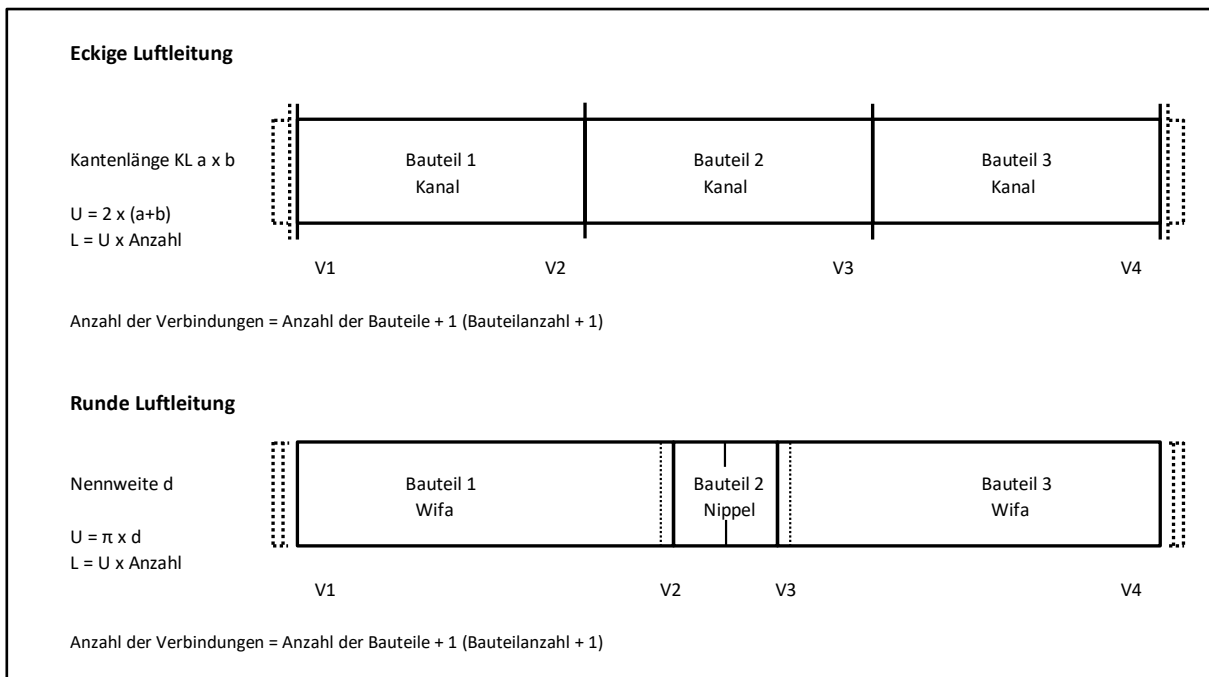 Eckige Luftleitung
Kantenlänge KL a x b
U = 2 x (a+b)
L = U x Anzahl
Bauteil 1
Kanal
Bauteil 2
Kanal
Bauteil 3
Kanal
V1
V2
V3
V4
Anzahl der Verbindungen = Anzahl der Bauteile + 1 (Bauteilanzahl + 1)
Runde Luftleitung
Nennweite d
U = π x d
L = U x Anzahl
Bauteil 1
Wifa
Bauteil 2
Nippel
Bauteil 3
Wifa
V1
V2
V3
V4
Anzahl der Verbindungen = Anzahl der Bauteile + 1 (Bauteilanzahl + 1)